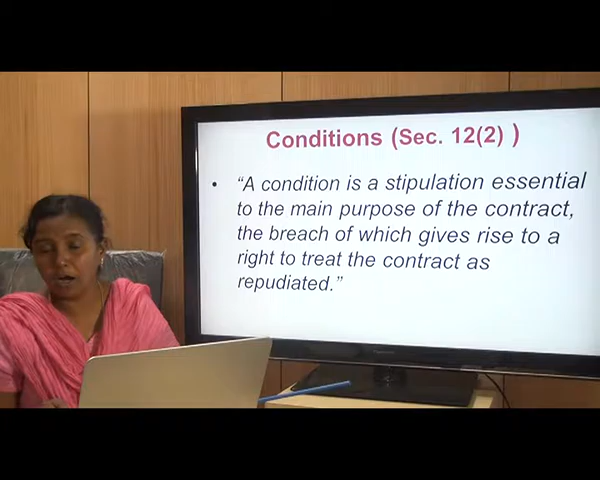 Conditions (Sec. 12(2) )
• “A condition is a stipulation essential
to the main purpose of the contract,
the breach of which gives rise to a
right to treat the contract as
repudiated.”